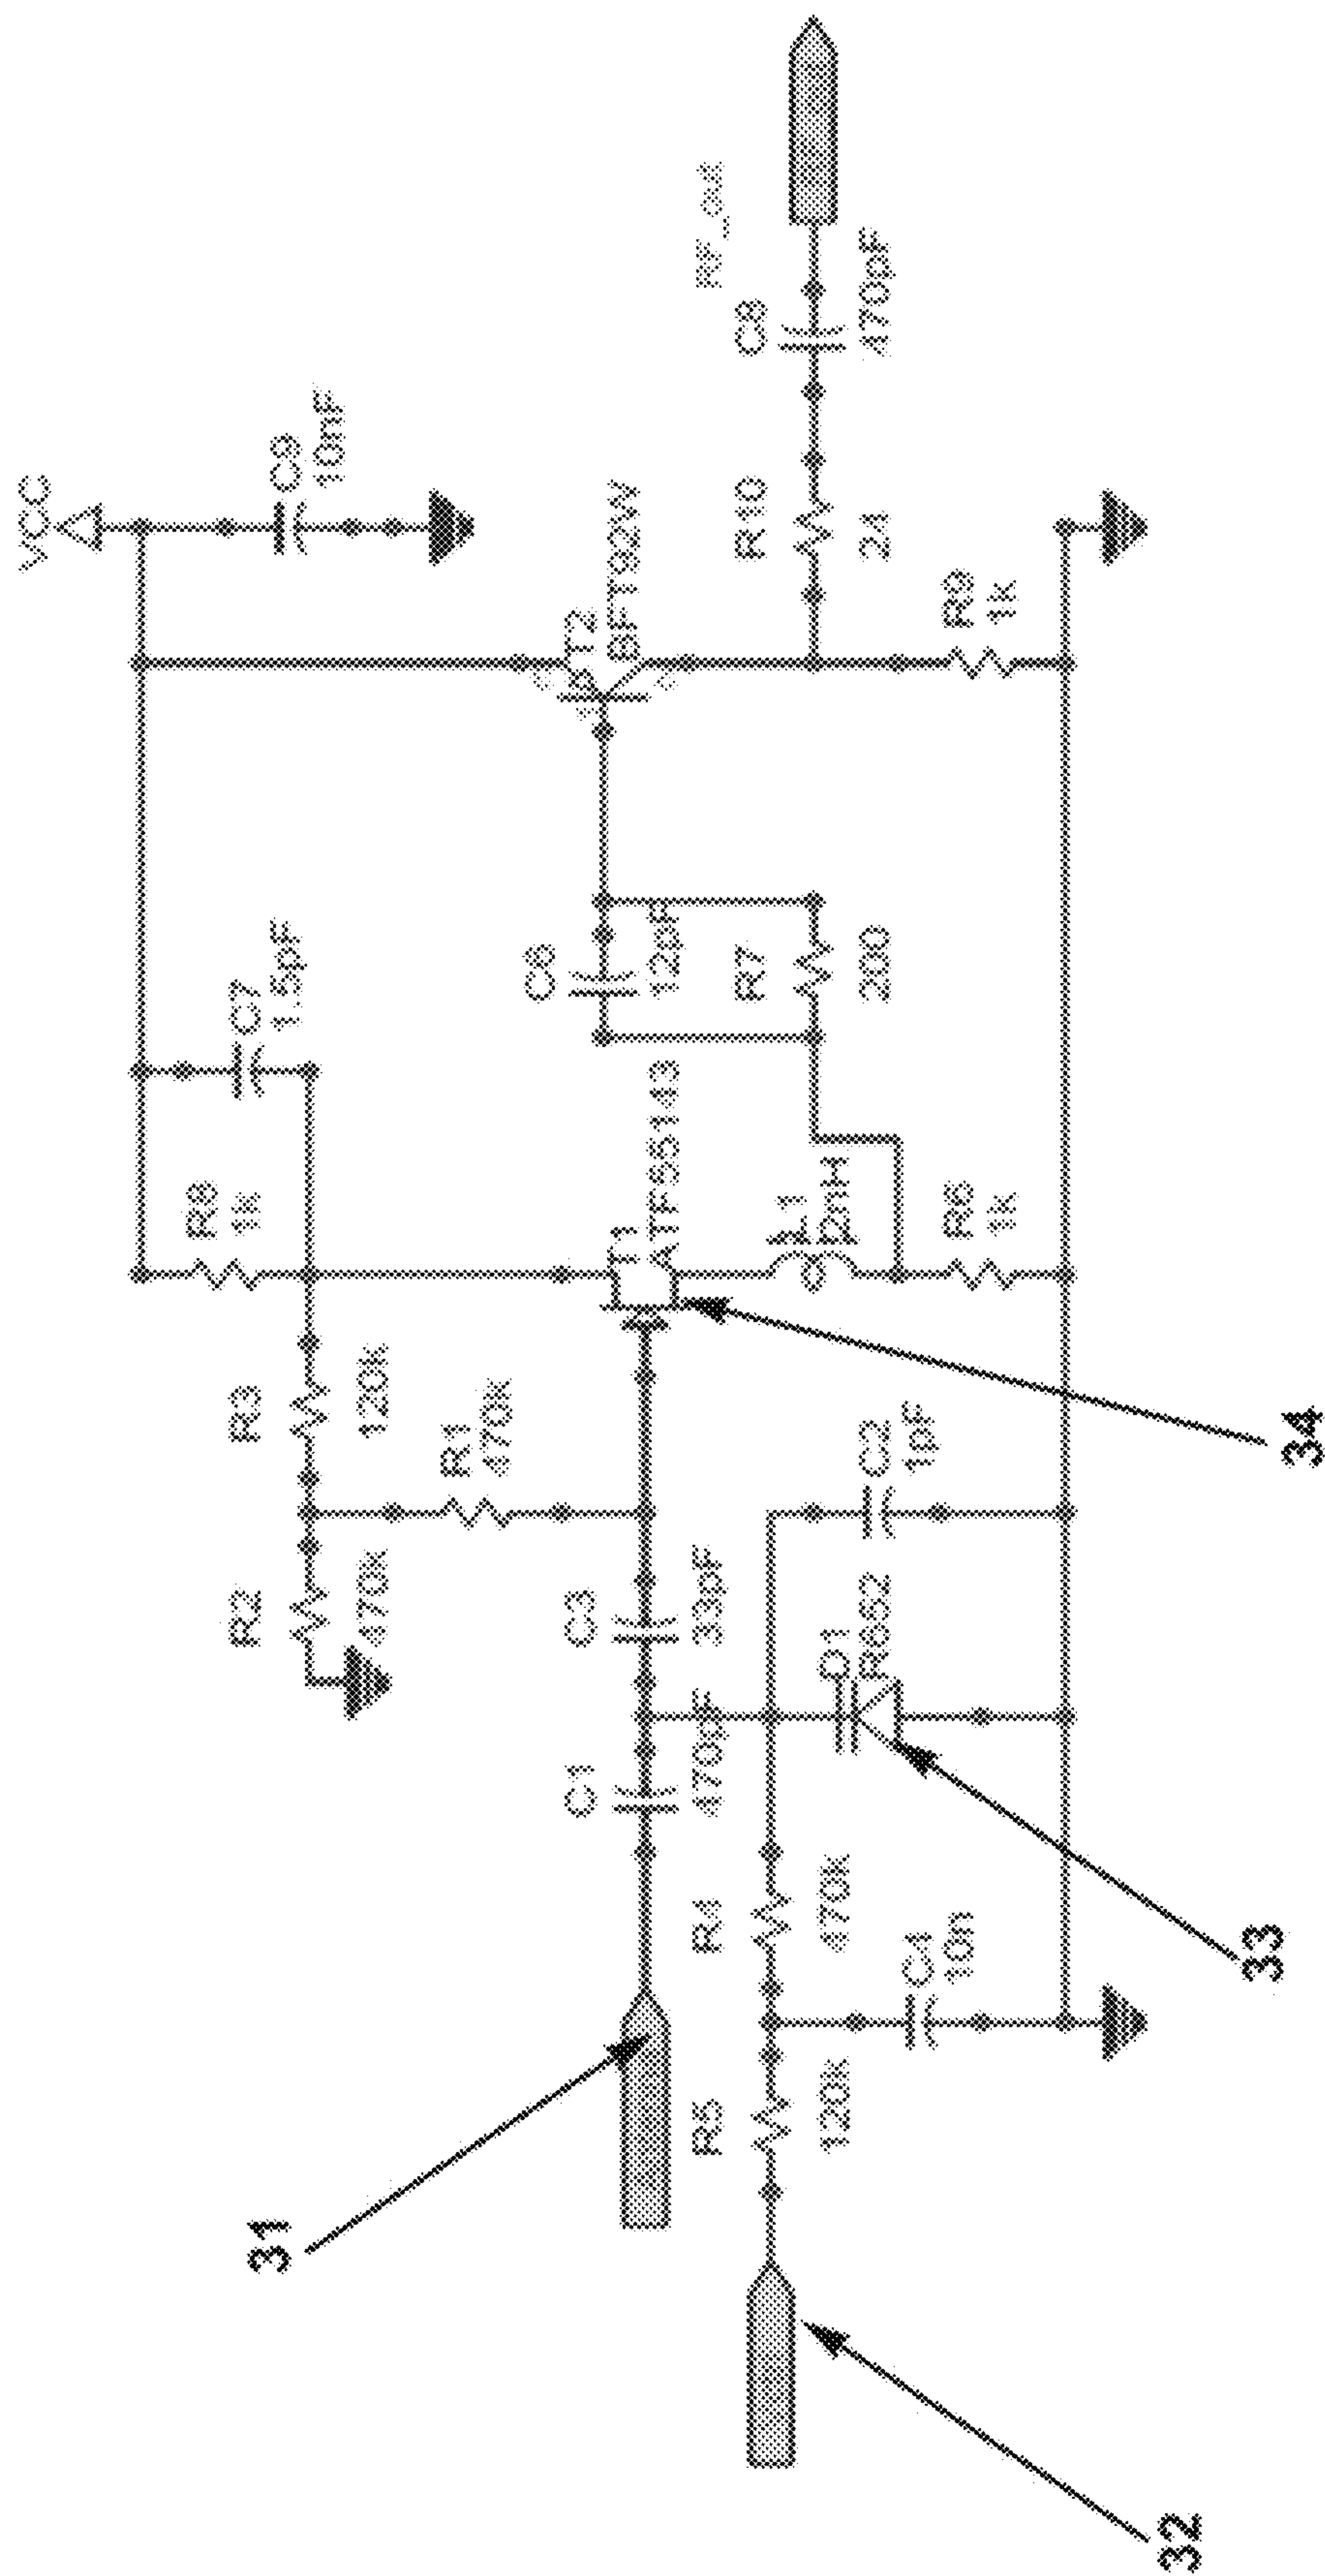 VCC
C9
10nF
C7
1.5pF
R8
1k
R3
120k
R2
470k
R1
470k
T2
BFT92W
C6
12pF
R7
200
T1
ATF55143
L1
R6
1k
RF_out
C8
470pF
R10
24
R9
1k
C3
33pF
C1
470pF
C2
1pF
D1
R4
470k
C4
10n
R5
120k
31
32
33
34